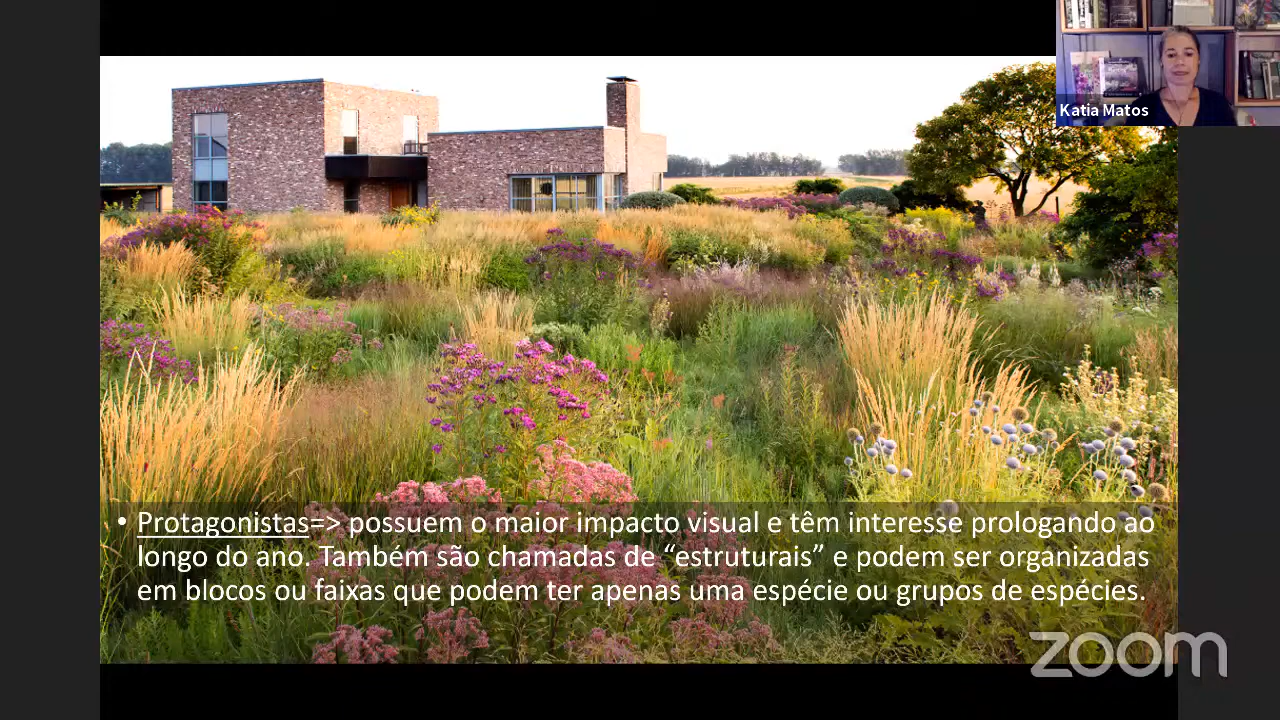 Katia Matos
• Protagonistas=> possuem o maior impacto visual e têm interesse prologando ao
longo do ano. Também são chamadas de “estruturais” e podem ser organizadas
em blocos ou faixas que podem ter apenas uma espécie ou grupos de espécies.
zoom